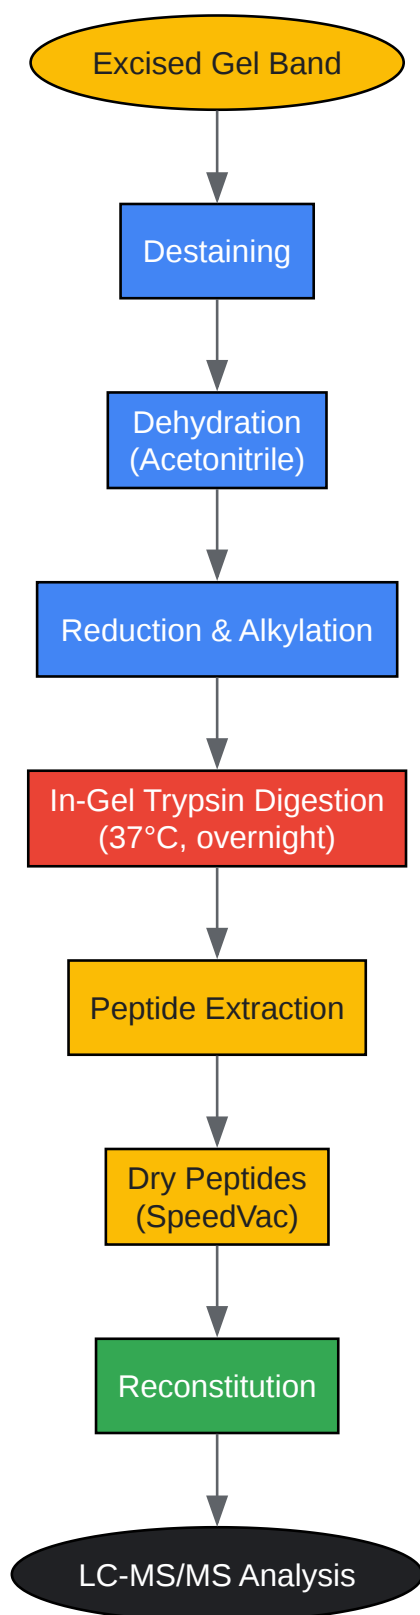 Excised Gel Band
Destaining
Dehydration
(Acetonitrile)
Reduction & Alkylation
In-Gel Trypsin Digestion
(37°C, overnight)
Peptide Extraction
Dry Peptides
(SpeedVac)
Reconstitution
LC-MS/MS Analysis